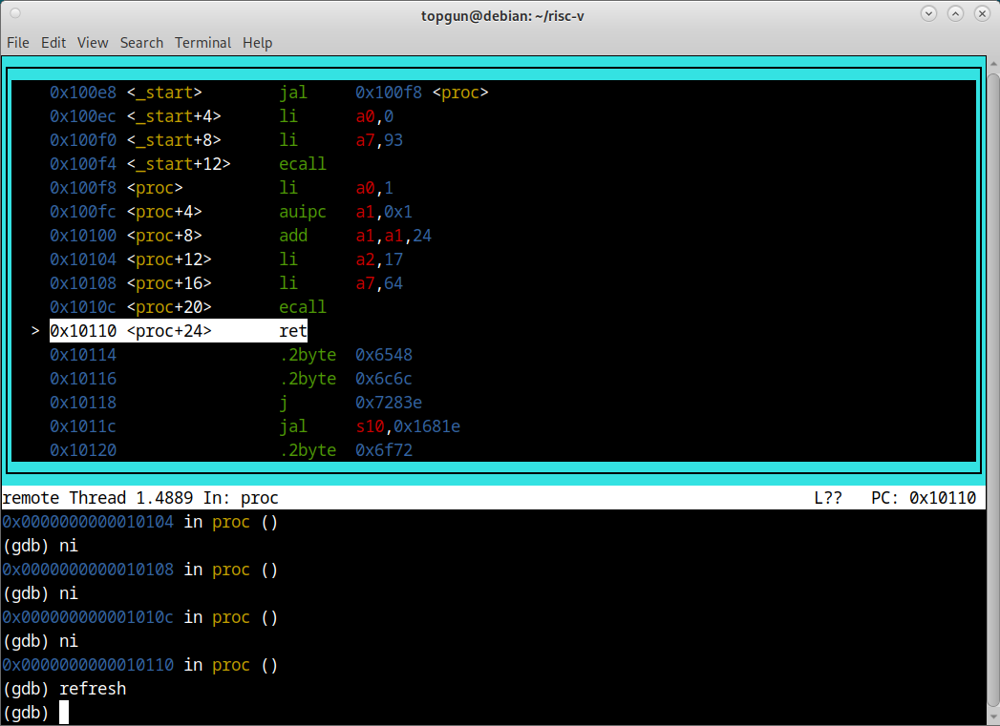 topgun@debian: ~/risc-v
File Edit View Search Terminal Help
0x100e8 <_start> jal 0x100f8 <proc>
0x100ec <_start+4> li a0,0
0x100f0 <_start+8> li a7,93
0x100f4 <_start+12> ecall
0x100f8 <proc> li a0,1
0x100fc <proc+4> auipc a1,0x1
0x10100 <proc+8> add a1,a1,24
0x10104 <proc+12> li a2,17
0x10108 <proc+16> li a7,64
0x1010c <proc+20> ecall
> 0x10110 <proc+24> ret
0x10114 .2byte 0x6548
0x10116 .2byte 0x6c6c
0x10118 j 0x7283e
0x1011c jal s10,0x1681e
0x10120 .2byte 0x6f72
remote Thread 1.4889 In: proc L?? PC: 0x10110
0x0000000000010104 in proc ()
(gdb) ni
0x0000000000010108 in proc ()
(gdb) ni
0x000000000001010c in proc ()
(gdb) ni
0x0000000000010110 in proc ()
(gdb) refresh
(gdb)